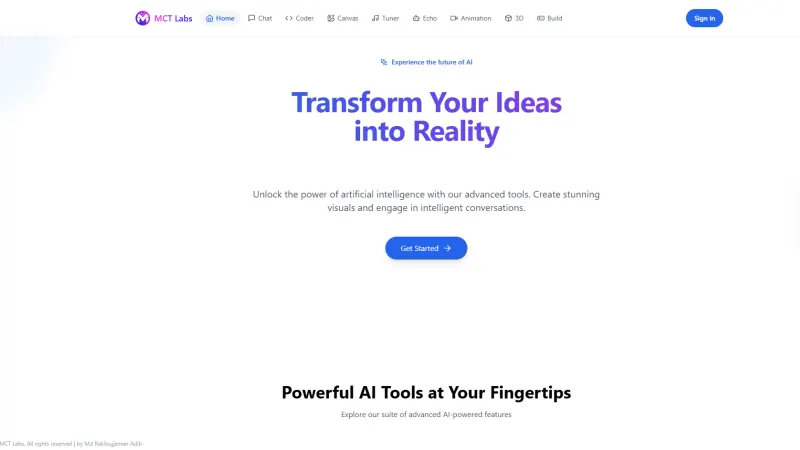 MCT Labs
Home
Chat
Coder
Canvas
Tuner
Echo
Animation
3D
Build
Sign in
Experience the future of AI
Transform Your Ideas
into Reality
Unlock the power of artificial intelligence with our advanced tools. Create stunning
visuals and engage in intelligent conversations.
Get Started
Powerful AI Tools at Your Fingertips
Explore our suite of advanced AI-powered features
MCT Labs. All rights reserved | by Md